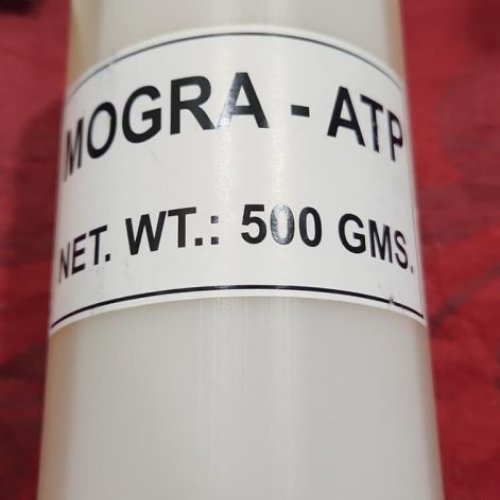 MOGRA - ATP
NET. WT.: 500 GMS.